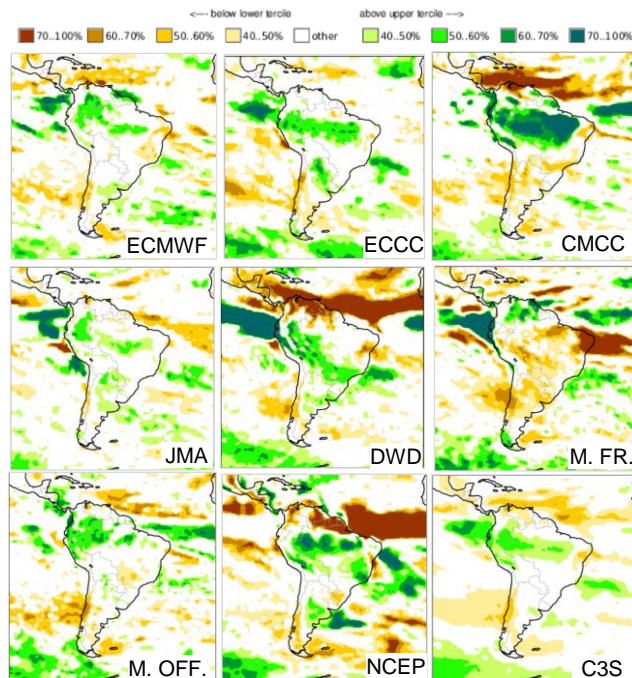 <---- below lower tercile above upper tercile ---->
70..100% 60..70% 50..60% 40..50% other 40..50% 50..60% 60..70% 70..100%
ECMWF ECCC CMCC
JMA DWD M. FR.
M. OFF. NCEP C3S